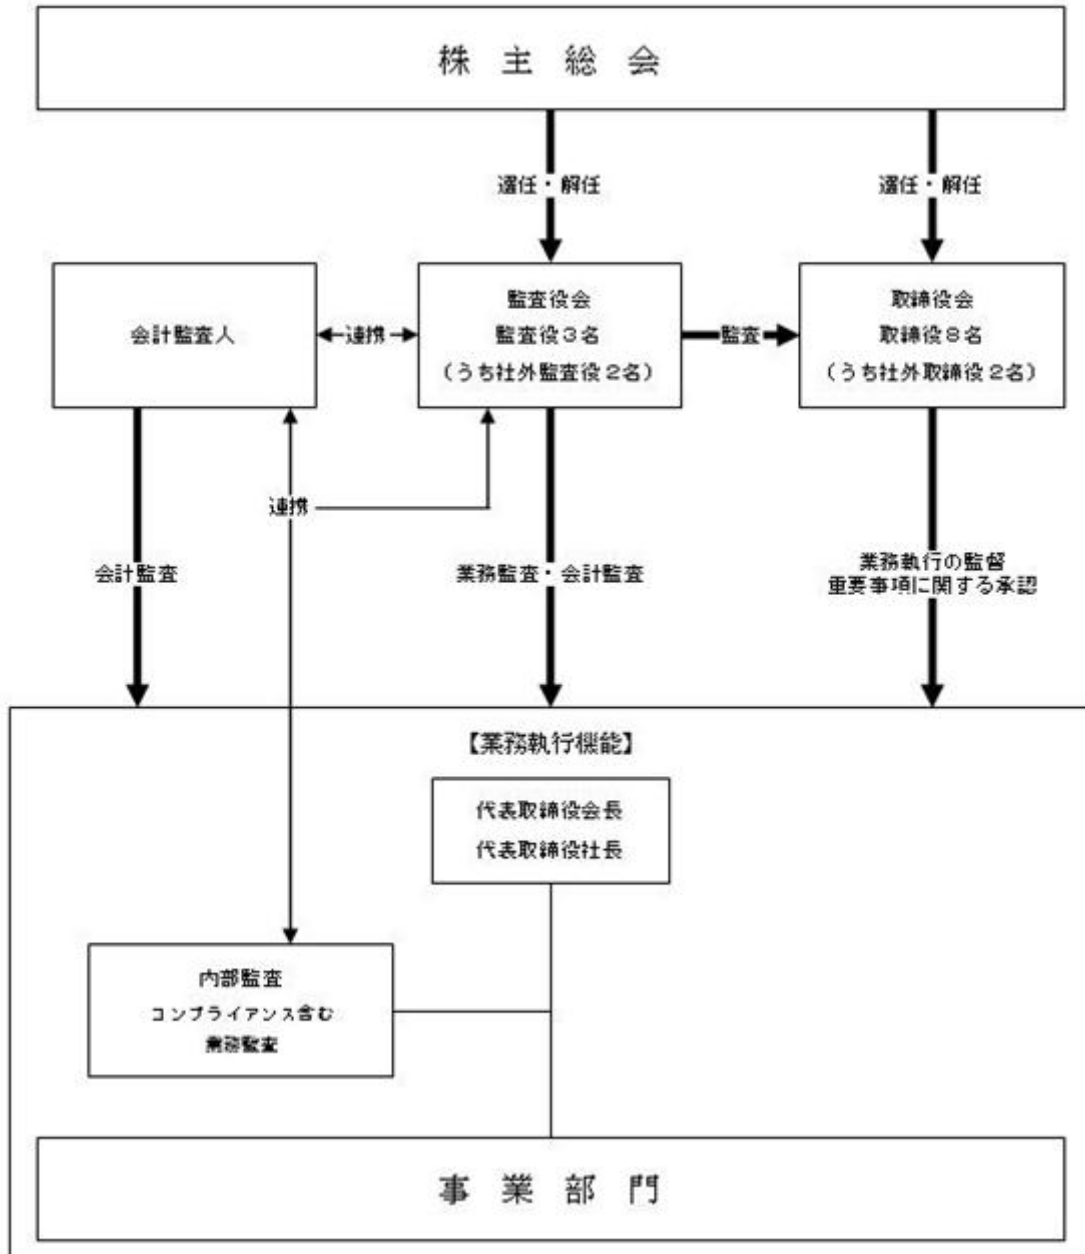 株主総会
選任・解任
選任・解任
会計監査人
連携
監査役会
監査役3名
(うち社外監査役2名)
監査
取締役会
取締役8名
(うち社外取締役2名)
連携
会計監査
業務監査・会計監査
業務執行の監督
重要事項に関する承認
【業務執行機能】
代表取締役会長
代表取締役社長
内部監査
コンプライアンス含む
業務監査
事業部門